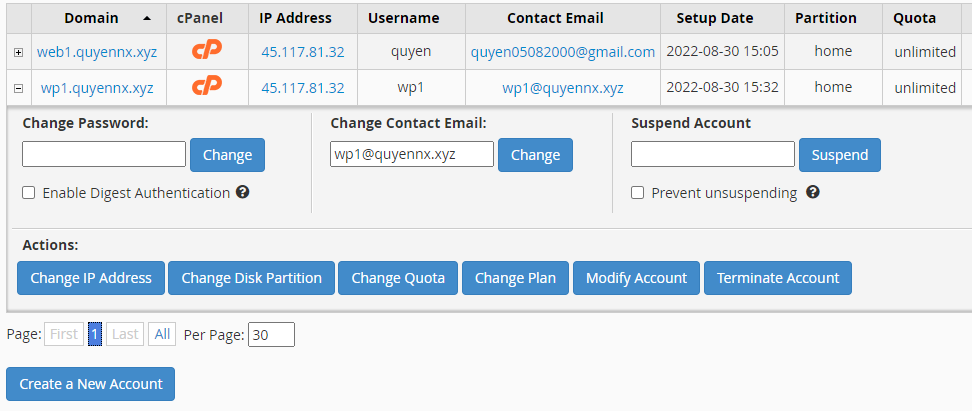 Domain cPanel IP Address Username Contact Email Setup Date Partition Quota
web1.quyennx.xyz cP 45.117.81.32 quyen quyen05082000@gmail.com 2022-08-30 15:05 home unlimited
wp1.quyennx.xyz cP 45.117.81.32 wp1 wp1@quyennx.xyz 2022-08-30 15:32 home unlimited
Change Password: Change Contact Email: Suspend Account
Change wp1@quyennx.xyz Change Suspend
Enable Digest Authentication ? Prevent unsuspending ?
Actions:
Change IP Address Change Disk Partition Change Quota Change Plan Modify Account Terminate Account
Page: First 1 Last All Per Page: 30
Create a New Account